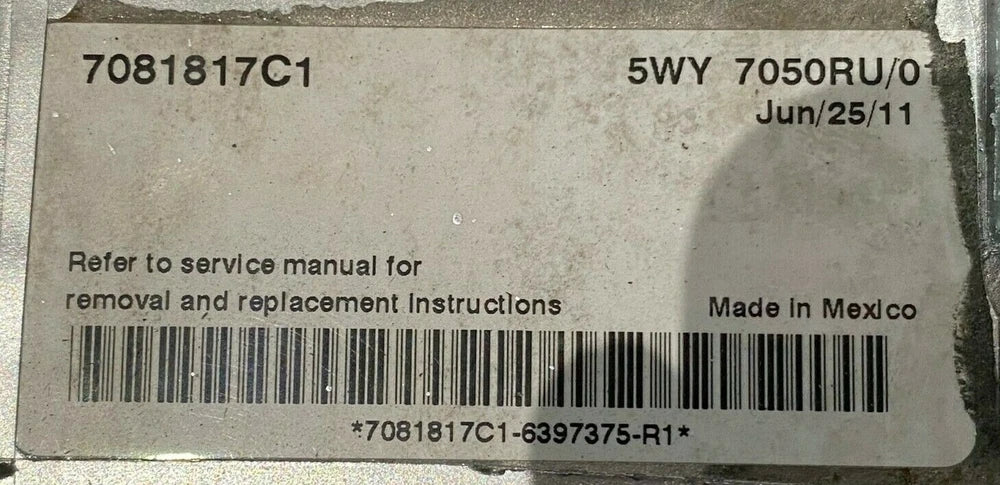 7081817C1
5WY 7050RU/01
Jun/25/11
Refer to service manual for
removal and replacement instructions
Made in Mexico
*7081817C1-6397375-R1*